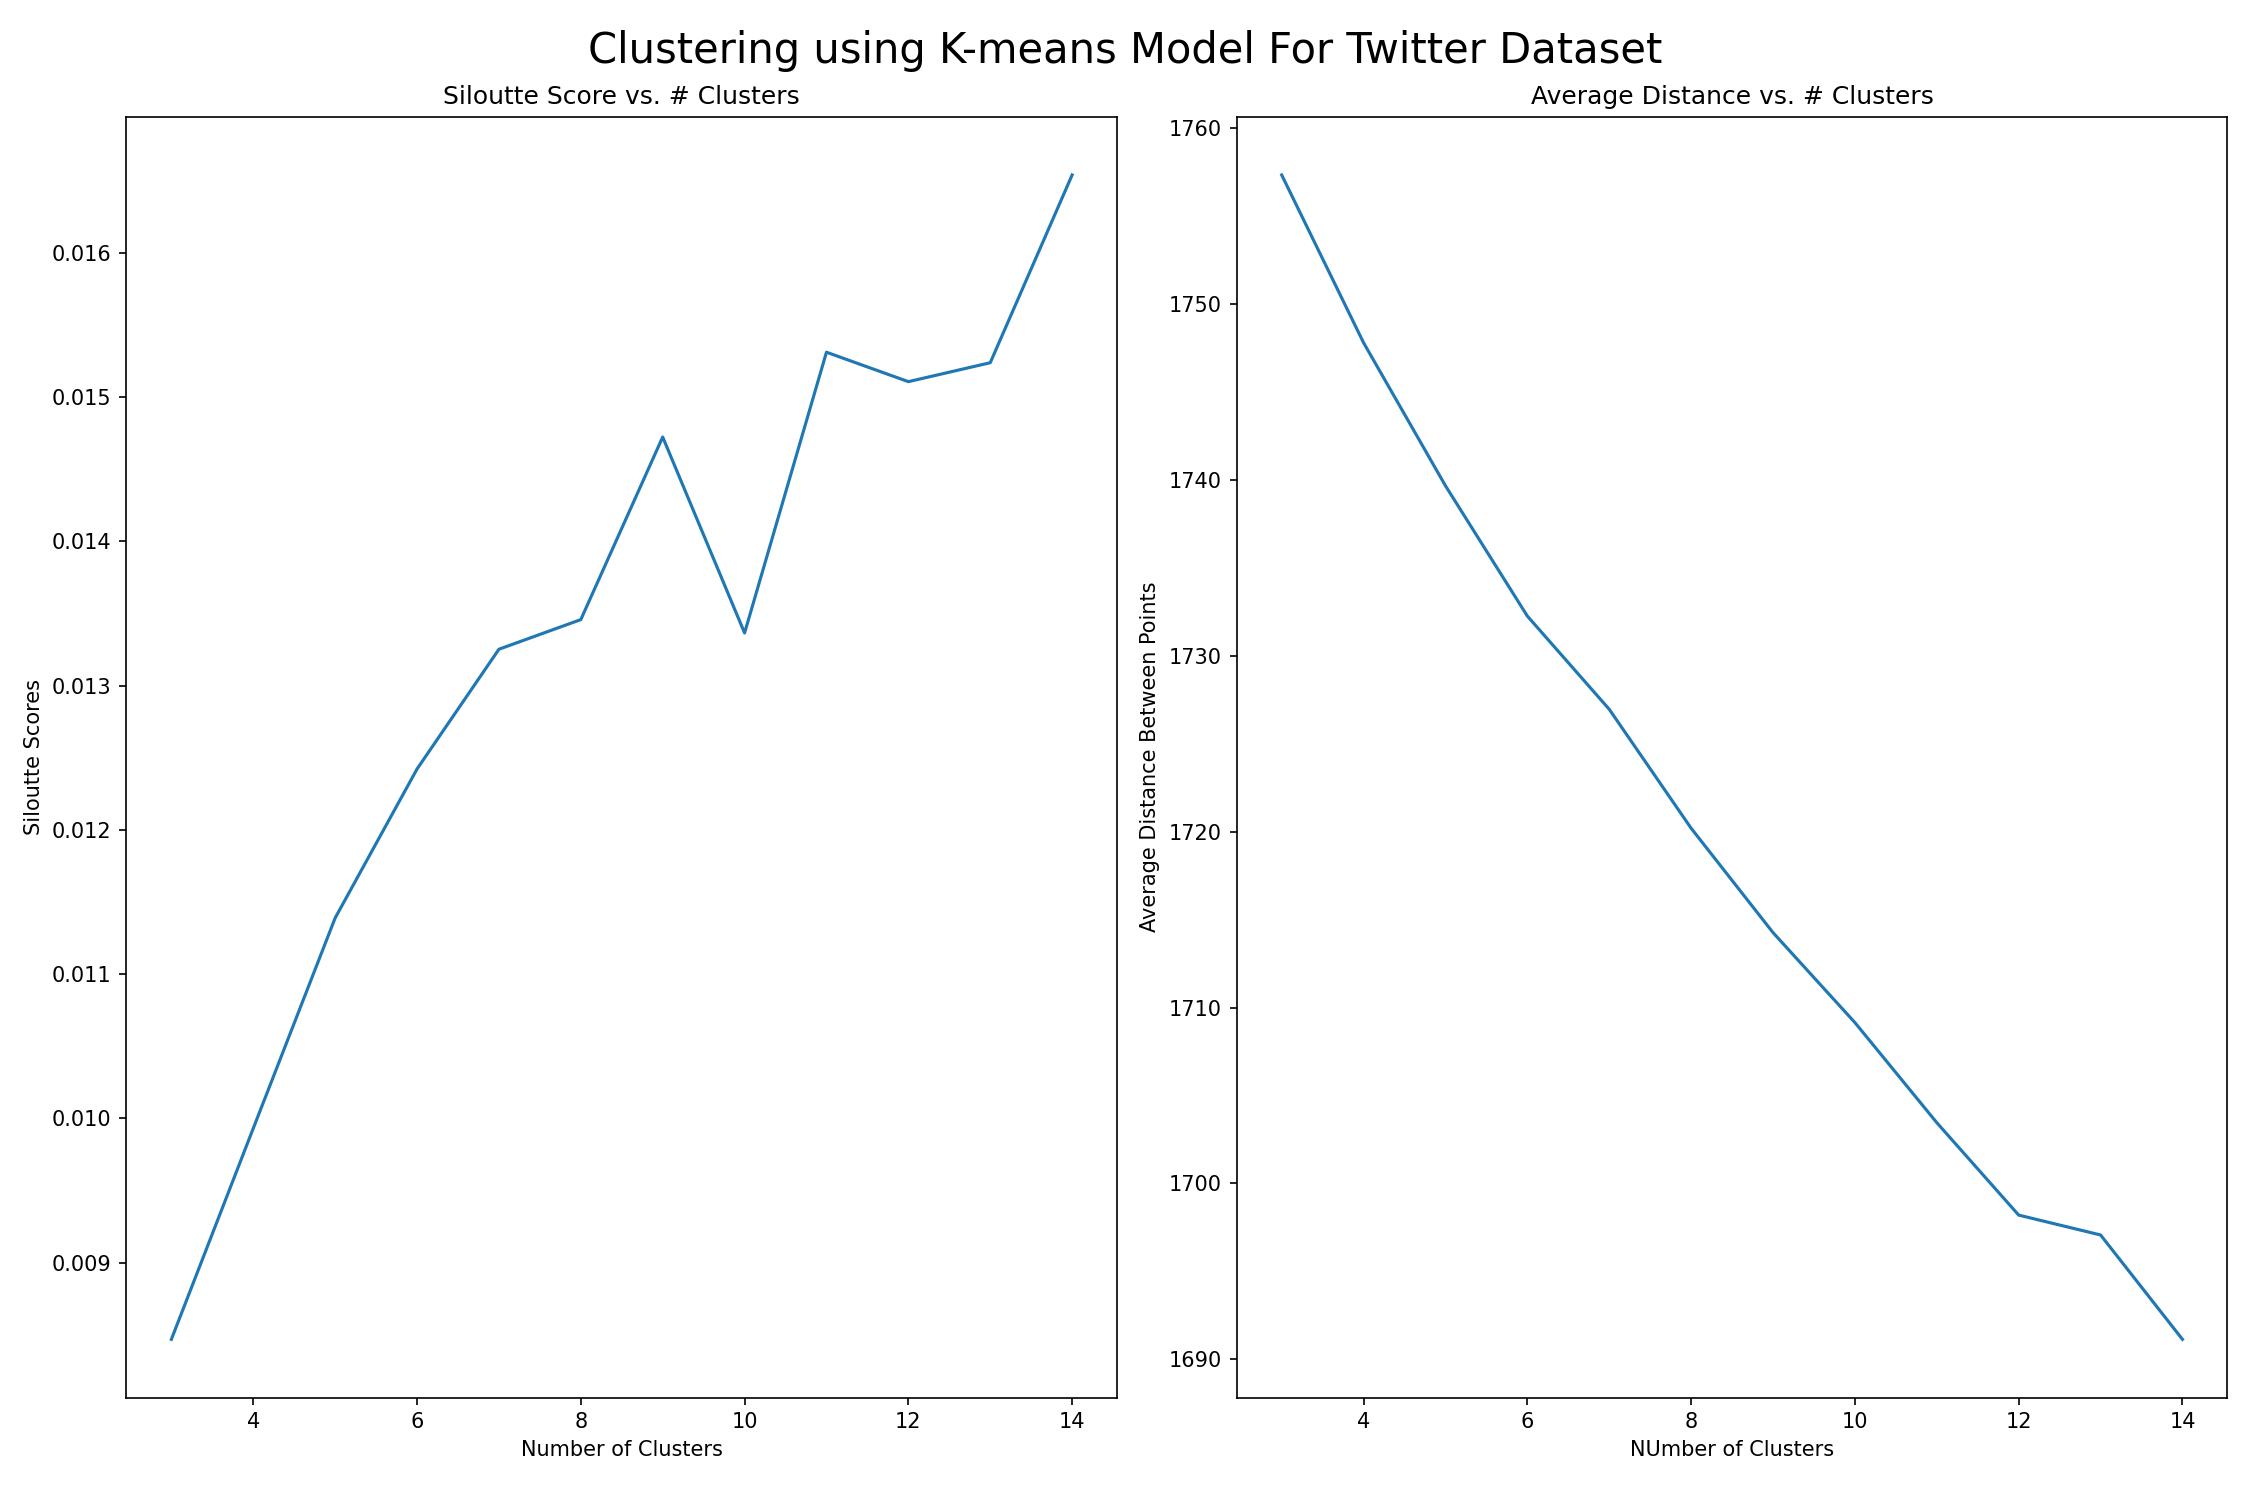 Clustering using K-means Model For Twitter Dataset
Siloutte Score vs. # Clusters
Siloutte Scores
0.016
0.015
0.014
0.013
0.012
0.011
0.010
0.009
4 6 8 10 12 14
Number of Clusters
Average Distance vs. # Clusters
Average Distance Between Points
1760
1750
1740
1730
1720
1710
1700
1690
4 6 8 10 12 14
NUmber of Clusters